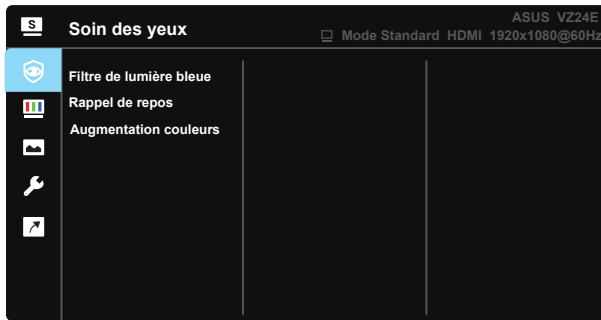 S
Soin des yeux
ASUS VZ24E
Mode Standard HDMI 1920x1080@60Hz
Filtre de lumière bleue
Rappel de repos
Augmentation couleurs